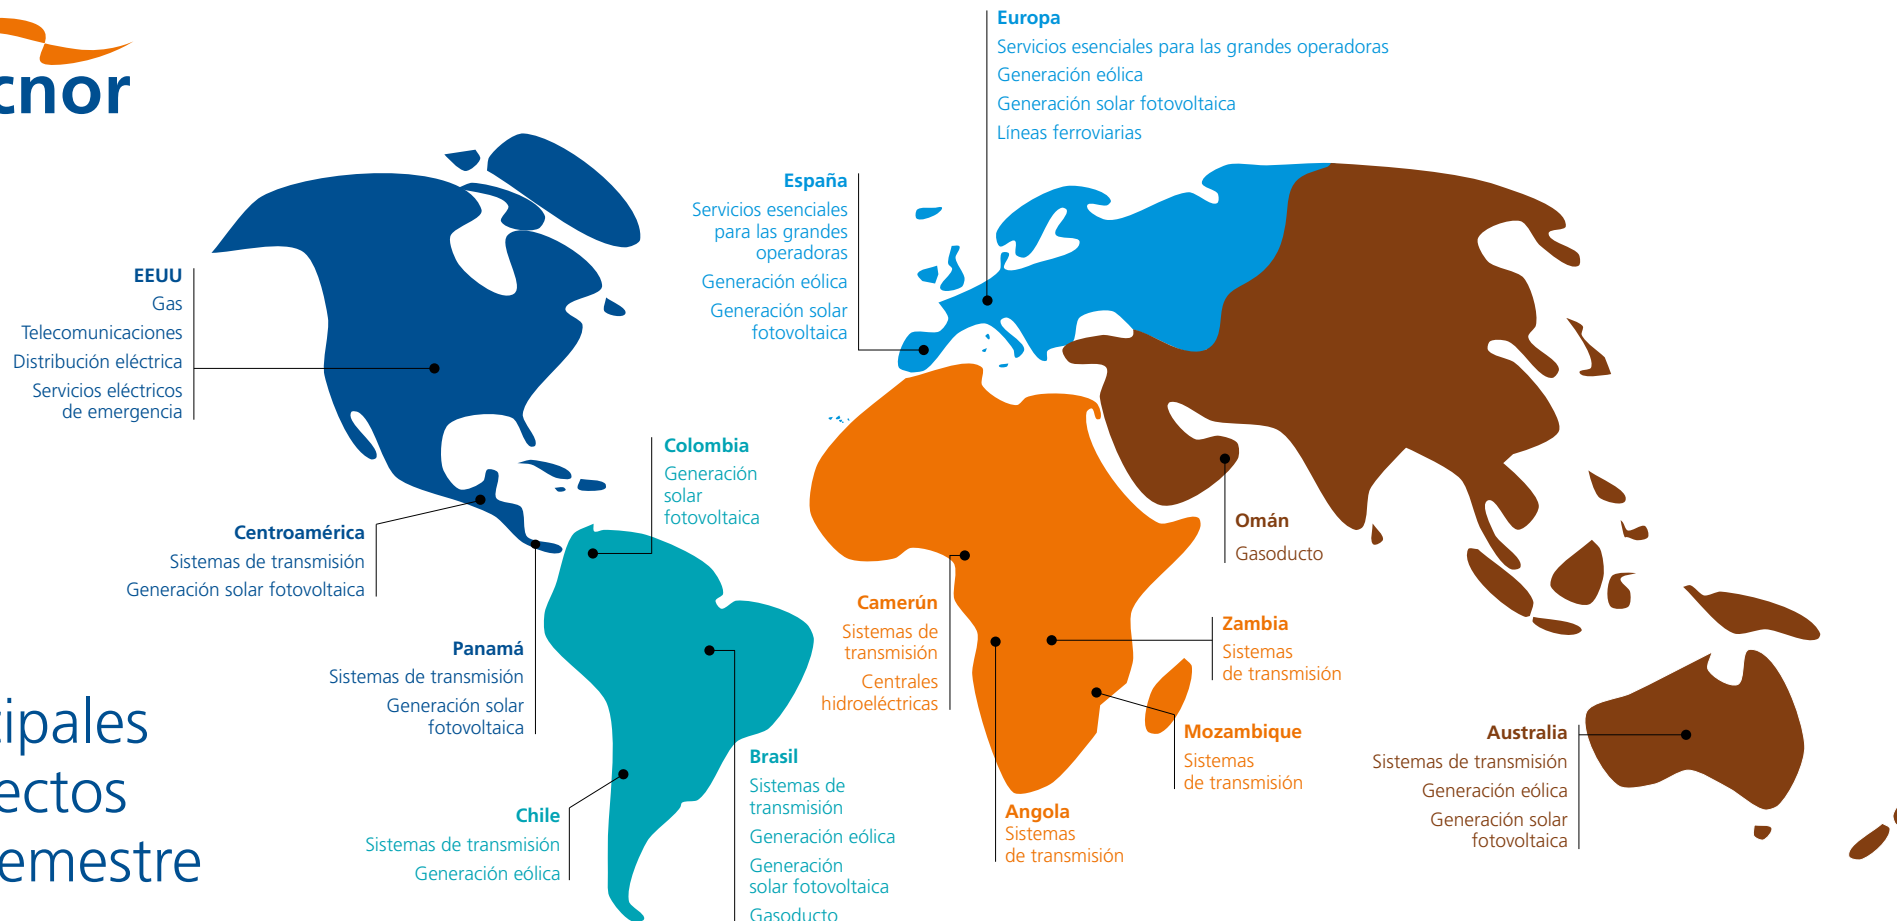 cnor
Europa
Servicios esenciales para las grandes operadoras
Generación eólica
Generación solar fotovoltaica
Líneas ferroviarias
España
Servicios esenciales
para las grandes
operadoras
Generación eólica
Generación solar
fotovoltaica
EEUU
Gas
Telecomunicaciones
Distribución eléctrica
Servicios eléctricos
de emergencia
Colombia
Generación
solar
fotovoltaica
Centroamérica
Sistemas de transmisión
Generación solar fotovoltaica
Omán
Gasoducto
Camerún
Sistemas de
transmisión
Centrales
hidroeléctricas
Zambia
Sistemas
de transmisión
Panamá
Sistemas de transmisión
Generación solar
fotovoltaica
Mozambique
Sistemas
de transmisión
Australia
Sistemas de transmisión
Generación eólica
Generación solar
fotovoltaica
Brasil
Sistemas de
transmisión
Generación eólica
Generación
solar fotovoltaica
Gasoducto
Chile
Sistemas de transmisión
Generación eólica
Angola
Sistemas
de transmisión
cipales
ectos
emestre